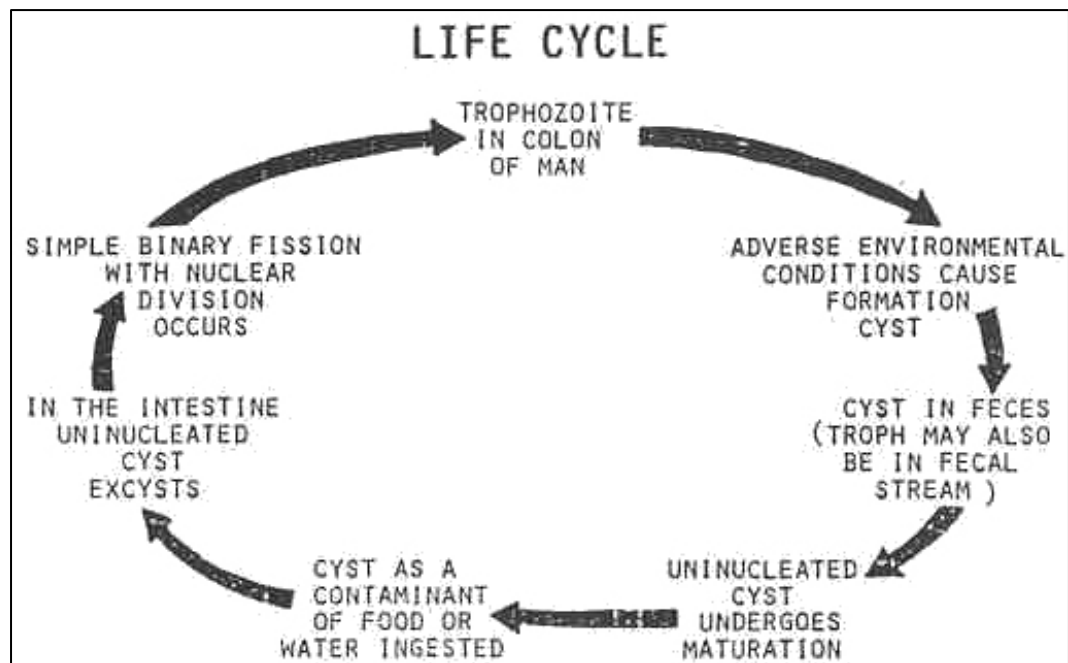 LIFE CYCLE
TROPHOZOITE
IN COLON
OF MAN
ADVERSE ENVIRONMENTAL
CONDITIONS CAUSE
FORMATION
CYST
CYST IN FECES
(TROPH MAY ALSO
BE IN FECAL
STREAM )
UNINUCLEATED
CYST
UNDERGOES
MATURATION
CYST AS A
CONTAMINANT
OF FOOD OR
WATER INGESTED
IN THE INTESTINE
UNINUCLEATED
CYST
EXCYSTS
SIMPLE BINARY FISSION
WITH NUCLEAR
DIVISION
OCCURS